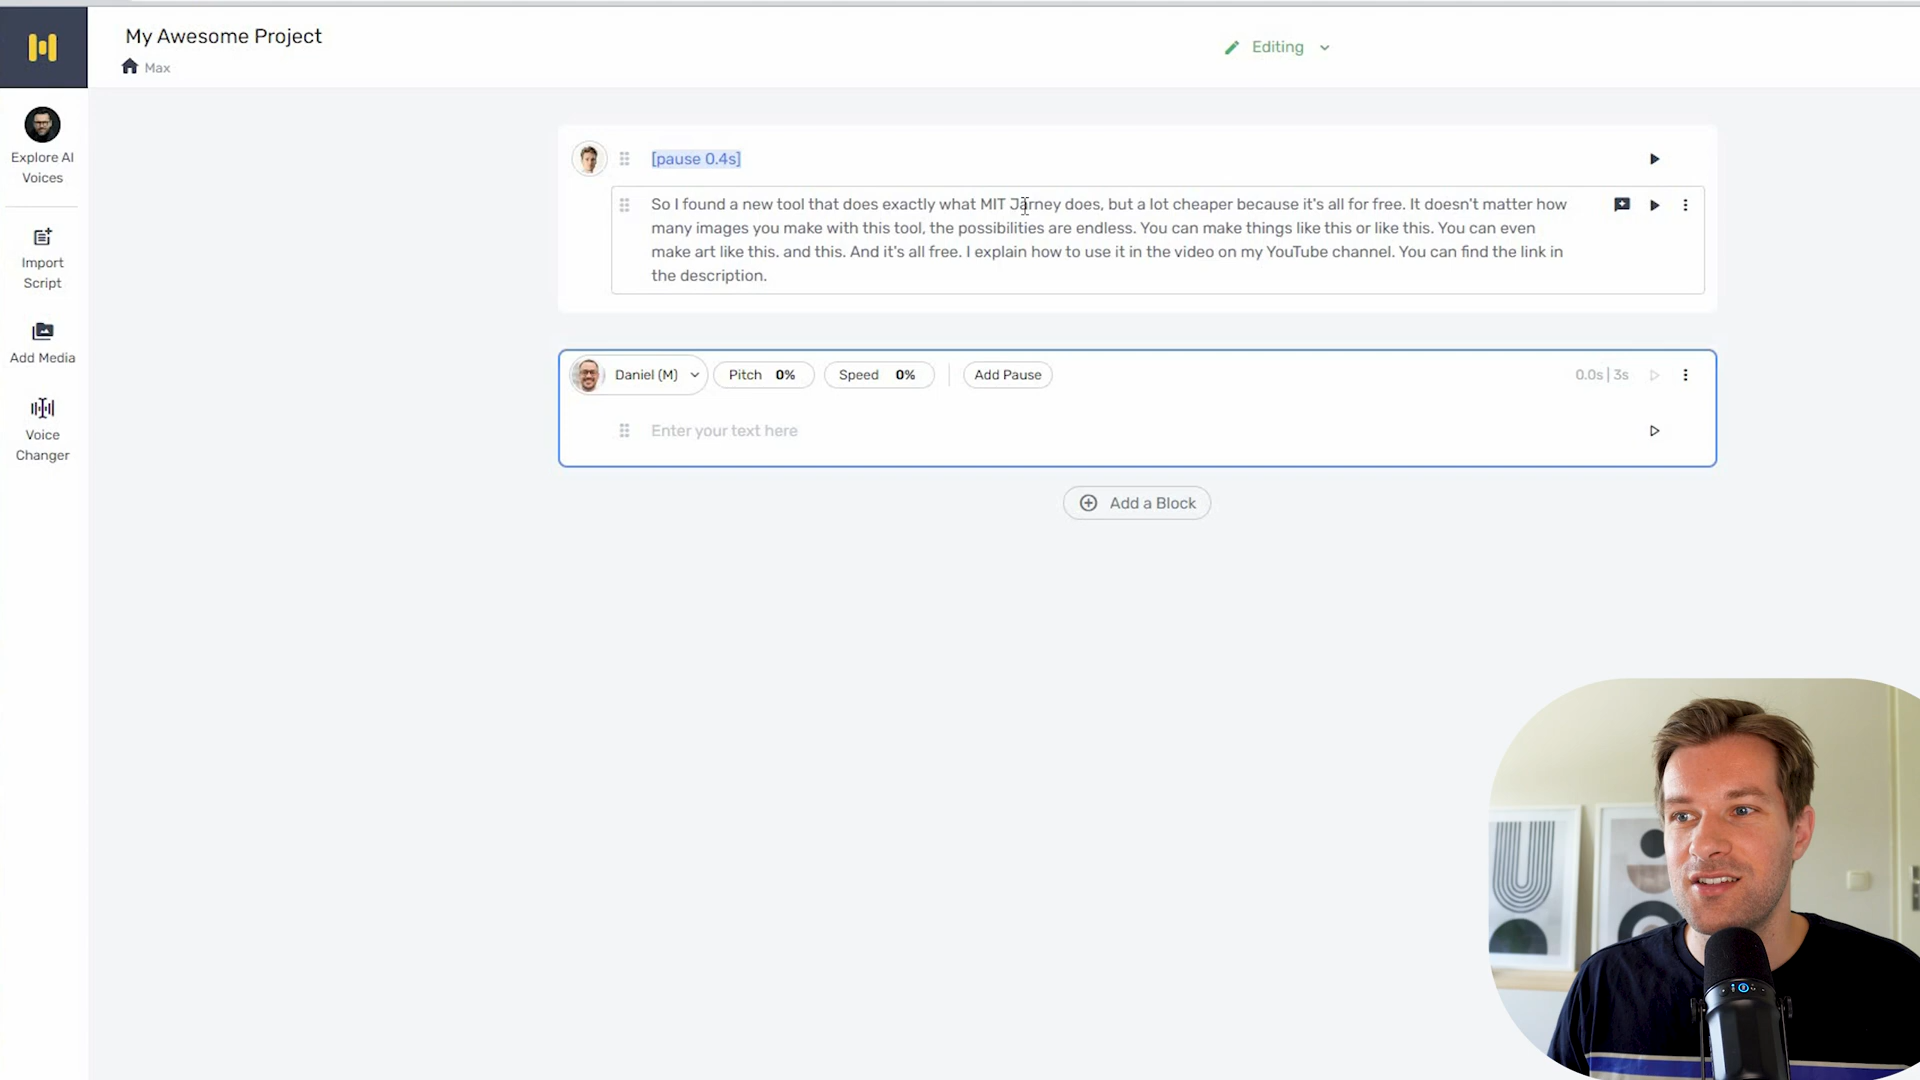 My Awesome Project
Max
Editing
Explore AI
Voices
Import
Script
Add Media
Voice
Changer
[pause 0.4s]
So I found a new tool that does exactly what MIT Jarney does, but a lot cheaper because it's all for free. It doesn't matter how
many images you make with this tool, the possibilities are endless. You can make things like this or like this. You can even
make art like this. and this. And it's all free. I explain how to use it in the video on my YouTube channel. You can find the link in
the description.
Daniel (M)
Pitch 0%
Speed 0%
Add Pause
0.0s | 3s
Enter your text here
Add a Block